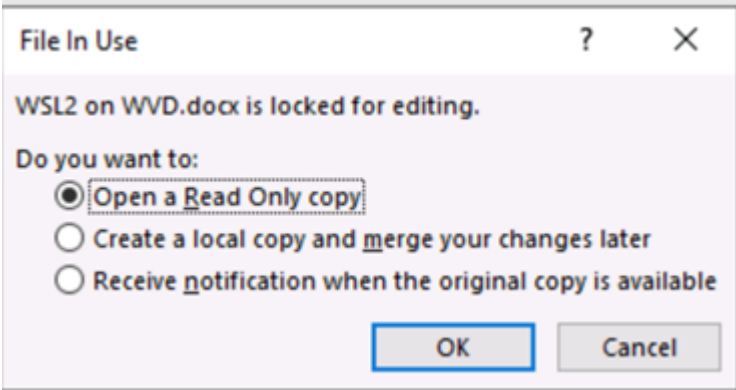 File In Use
WSL2 on WVD.docx is locked for editing.
Do you want to:
Open a Read Only copy
Create a local copy and merge your changes later
Receive notification when the original copy is available
OK Cancel